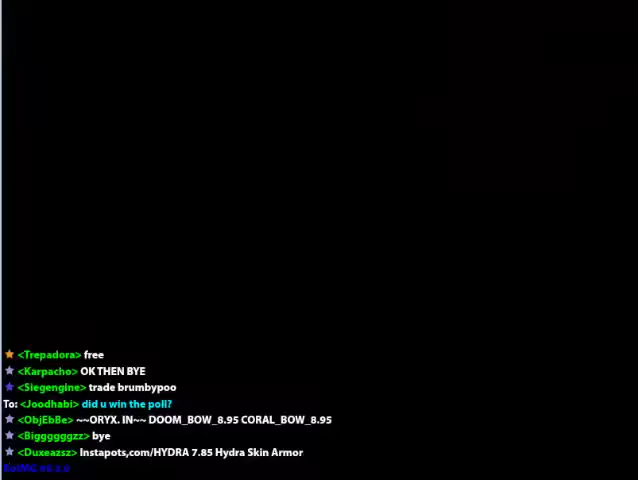 <Trepadora> free
<Karpacho> OK THEN BYE
<Siegengine> trade brumbypoo
To: <Joodhabi> did u win the poll?
<ObjEbBe> ~~ORYX. IN~~ DOOM_BOW_8.95 CORAL_BOW_8.95
<Biggggggzz> bye
<Duxeazsz> Instapots,com/HYDRA 7.85 Hydra Skin Armor